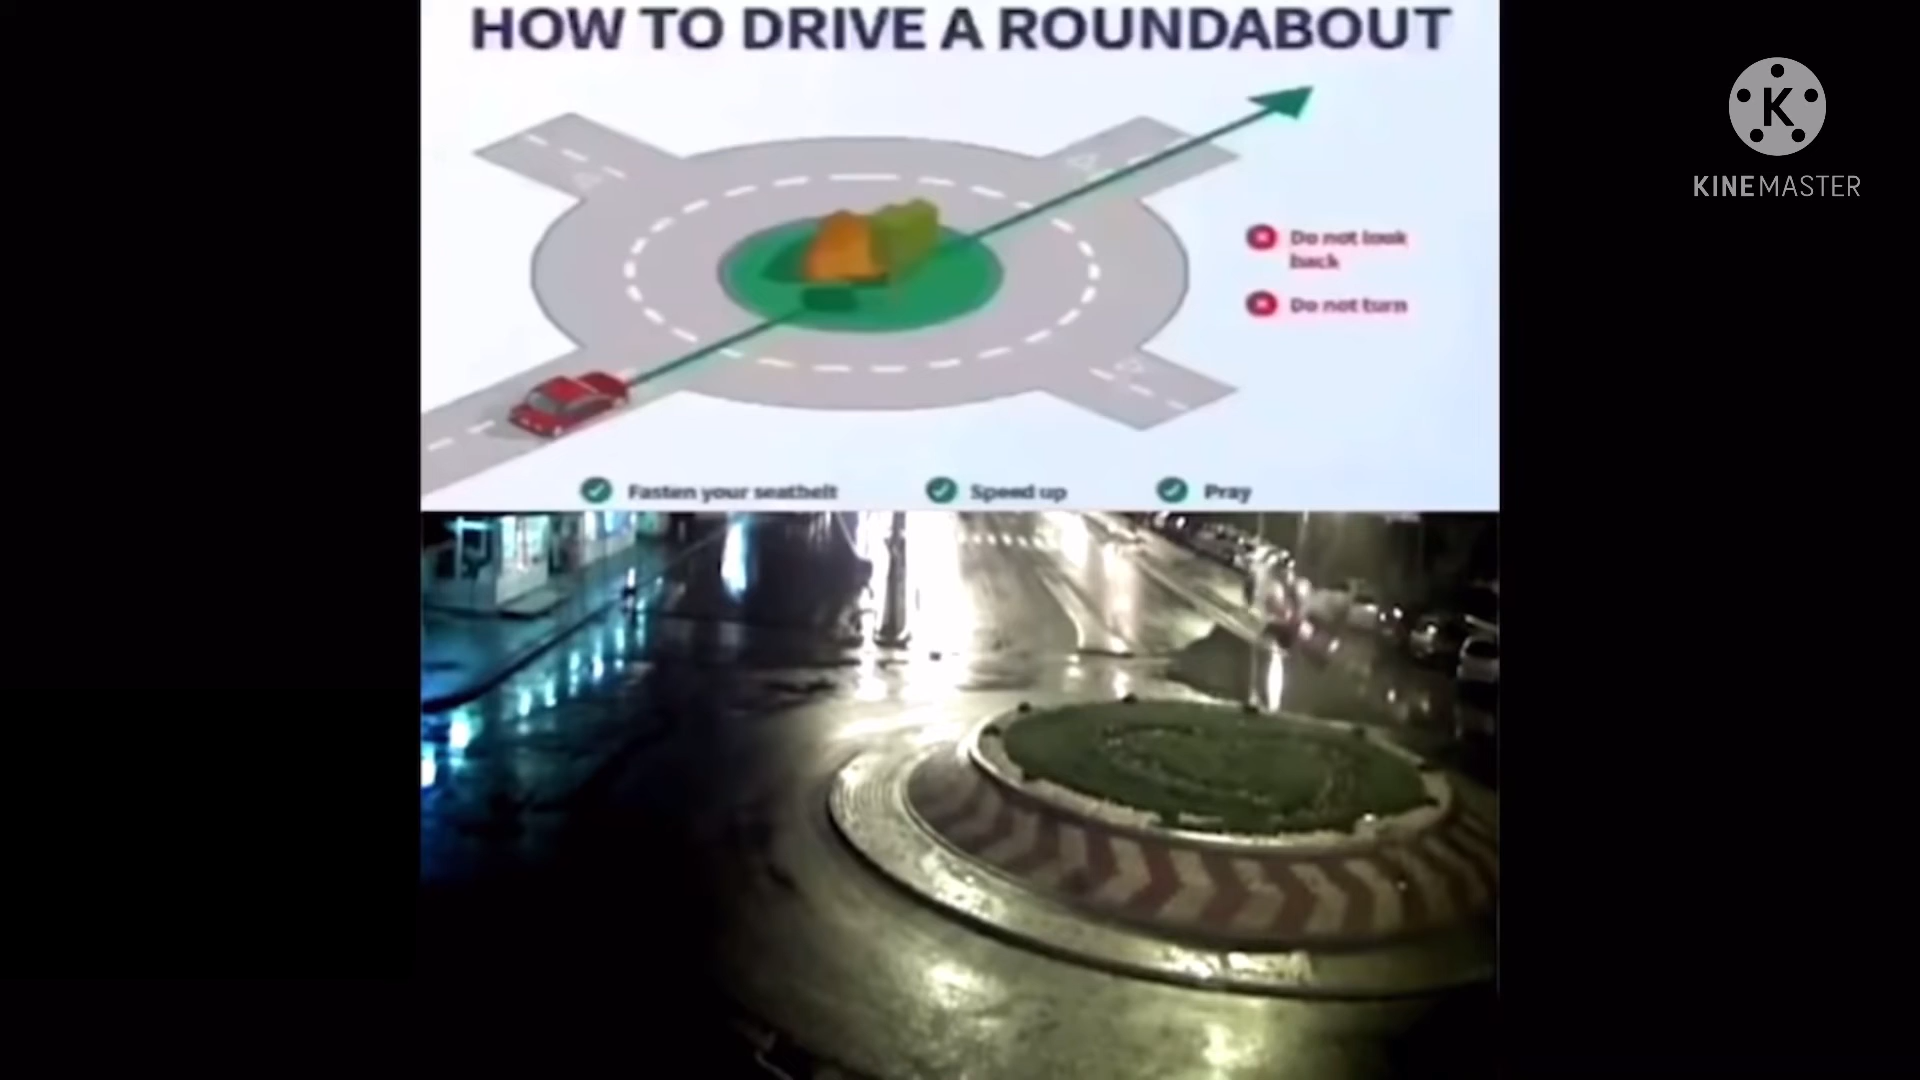 HOW TO DRIVE A ROUNDABOUT
K
KINEMASTER
Do not look
back
Do not turn
Fasten your seatbelt
Speed up
Pray